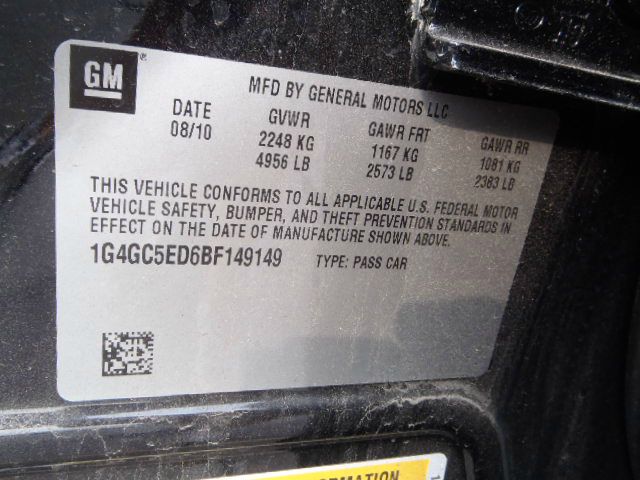 GM
MFD BY GENERAL MOTORS LLC
DATE GVWR GAWR FRT GAWR RR
08/10 2248 KG 1167 KG 1081 KG
4956 LB 2573 LB 2383 LB
THIS VEHICLE CONFORMS TO ALL APPLICABLE U.S. FEDERAL MOTOR
VEHICLE SAFETY, BUMPER, AND THEFT PREVENTION STANDARDS IN
EFFECT ON THE DATE OF MANUFACTURE SHOWN ABOVE.
1G4GC5ED6BF149149 TYPE: PASS CAR